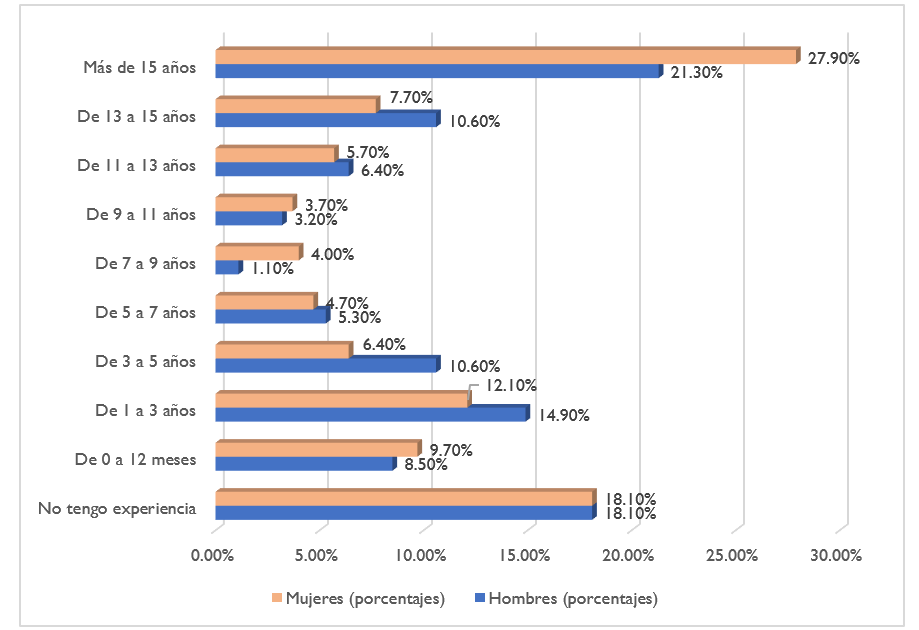 Más de 15 años
27.90%
21.30%
De 13 a 15 años
7.70%
10.60%
De 11 a 13 años
5.70%
6.40%
De 9 a 11 años
3.70%
3.20%
De 7 a 9 años
4.00%
1.10%
De 5 a 7 años
4.70%
5.30%
De 3 a 5 años
6.40%
10.60%
De 1 a 3 años
12.10%
14.90%
De 0 a 12 meses
9.70%
8.50%
No tengo experiencia
18.10%
18.10%
0.00% 5.00% 10.00% 15.00% 20.00% 25.00% 30.00%
Mujeres (porcentajes) Hombres (porcentajes)